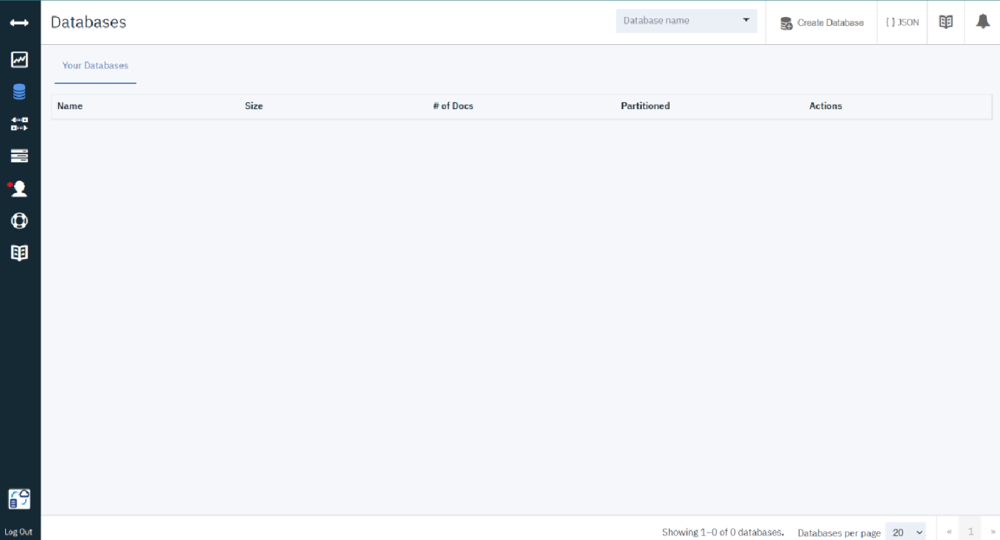 Databases
Database name
Create Database
{ } JSON
Your Databases
Name Size # of Docs Partitioned Actions
Log Out
Showing 1–0 of 0 databases. Databases per page 20 « 1 »